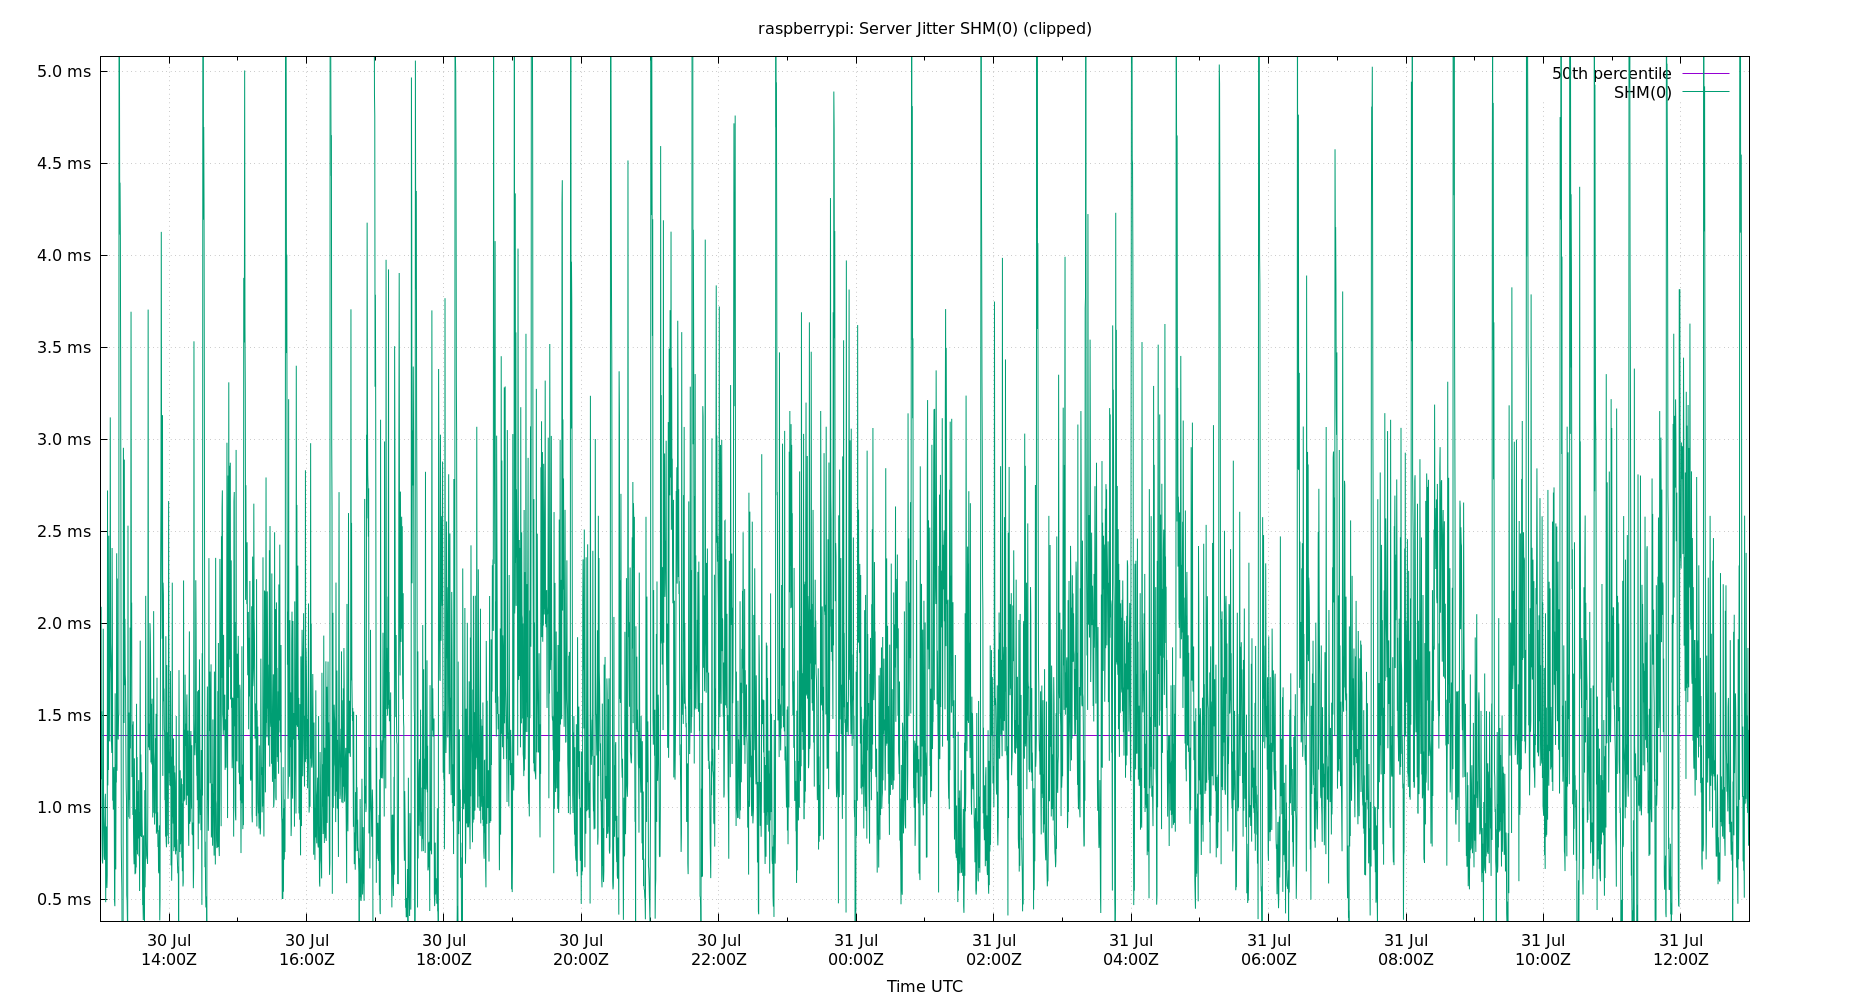 raspberrypi: Server Jitter SHM(0) (clipped)
5.0 ms
4.5 ms
4.0 ms
3.5 ms
3.0 ms
2.5 ms
2.0 ms
1.5 ms
1.0 ms
0.5 ms
50th percentile
SHM(0)
30 Jul 30 Jul 30 Jul 30 Jul 30 Jul 31 Jul 31 Jul 31 Jul 31 Jul 31 Jul 31 Jul 31 Jul
14:00Z 16:00Z 18:00Z 20:00Z 22:00Z 00:00Z 02:00Z 04:00Z 06:00Z 08:00Z 10:00Z 12:00Z
Time UTC